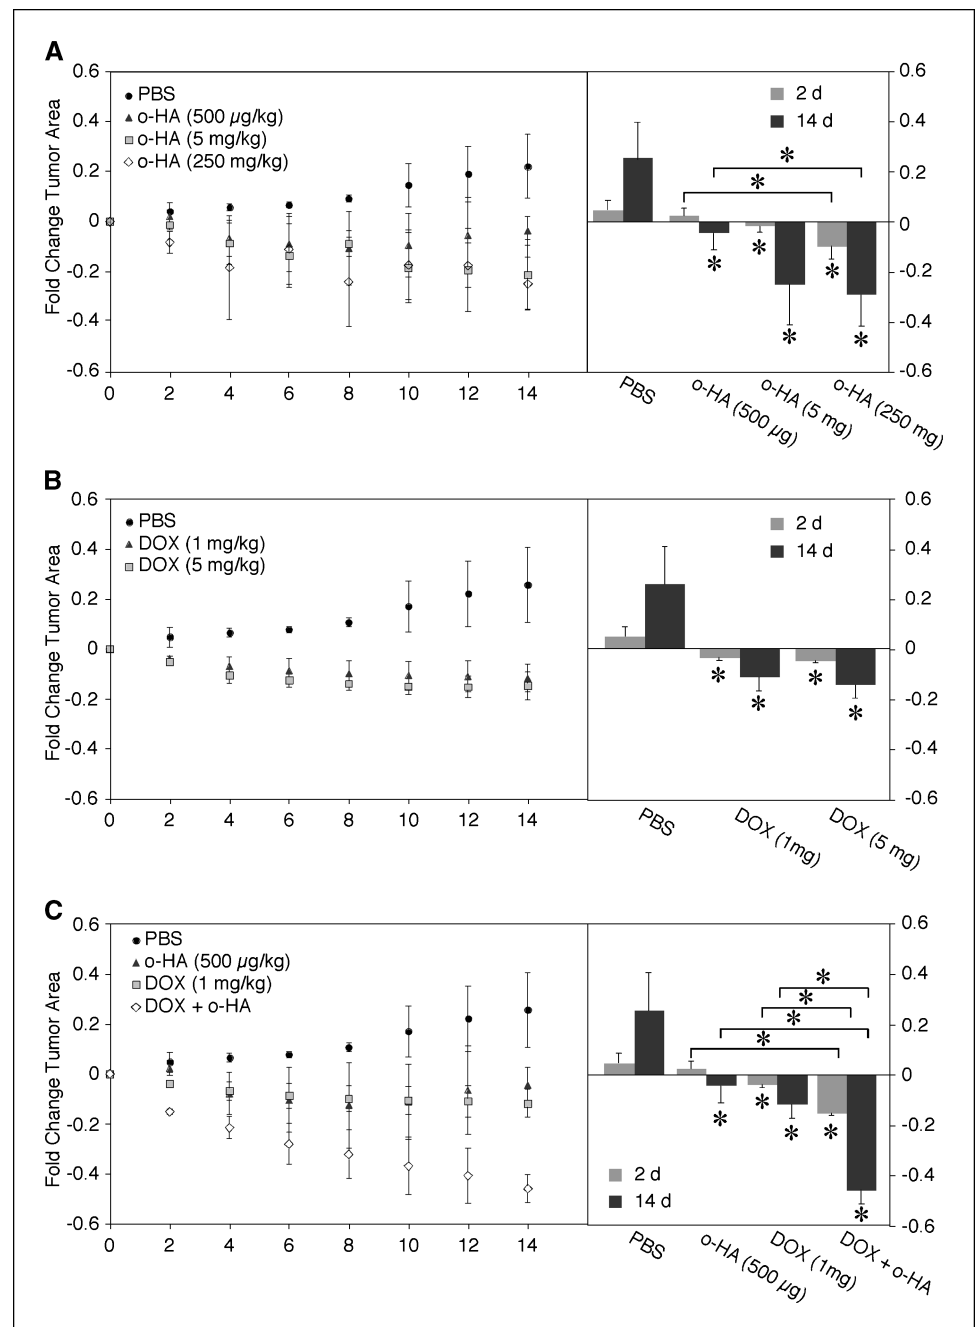 A
0.6
0.4
0.2
0
-0.2
-0.4
-0.6
Fold Change Tumor Area
PBS
o-HA (500 µg/kg)
o-HA (5 mg/kg)
o-HA (250 mg/kg)
0 2 4 6 8 10 12 14
2 d
14 d
*
*
*
*
*
*
*
0.6
0.4
0.2
0
-0.2
-0.4
-0.6
PBS
o-HA (500 µg)
o-HA (5 mg)
o-HA (250 mg)
B
0.6
0.4
0.2
0
-0.2
-0.4
-0.6
Fold Change Tumor Area
PBS
DOX (1 mg/kg)
DOX (5 mg/kg)
0 2 4 6 8 10 12 14
2 d
14 d
*
*
*
*
0.6
0.4
0.2
0
-0.2
-0.4
-0.6
PBS
DOX (1mg)
DOX (5 mg)
C
0.6
0.4
0.2
0
-0.2
-0.4
-0.6
Fold Change Tumor Area
PBS
o-HA (500 µg/kg)
DOX (1 mg/kg)
DOX + o-HA
0 2 4 6 8 10 12 14
*
*
*
*
*
*
*
*
*
2 d
14 d
0.6
0.4
0.2
0
-0.2
-0.4
-0.6
PBS
o-HA (500 µg)
DOX (1mg)
DOX + o-HA